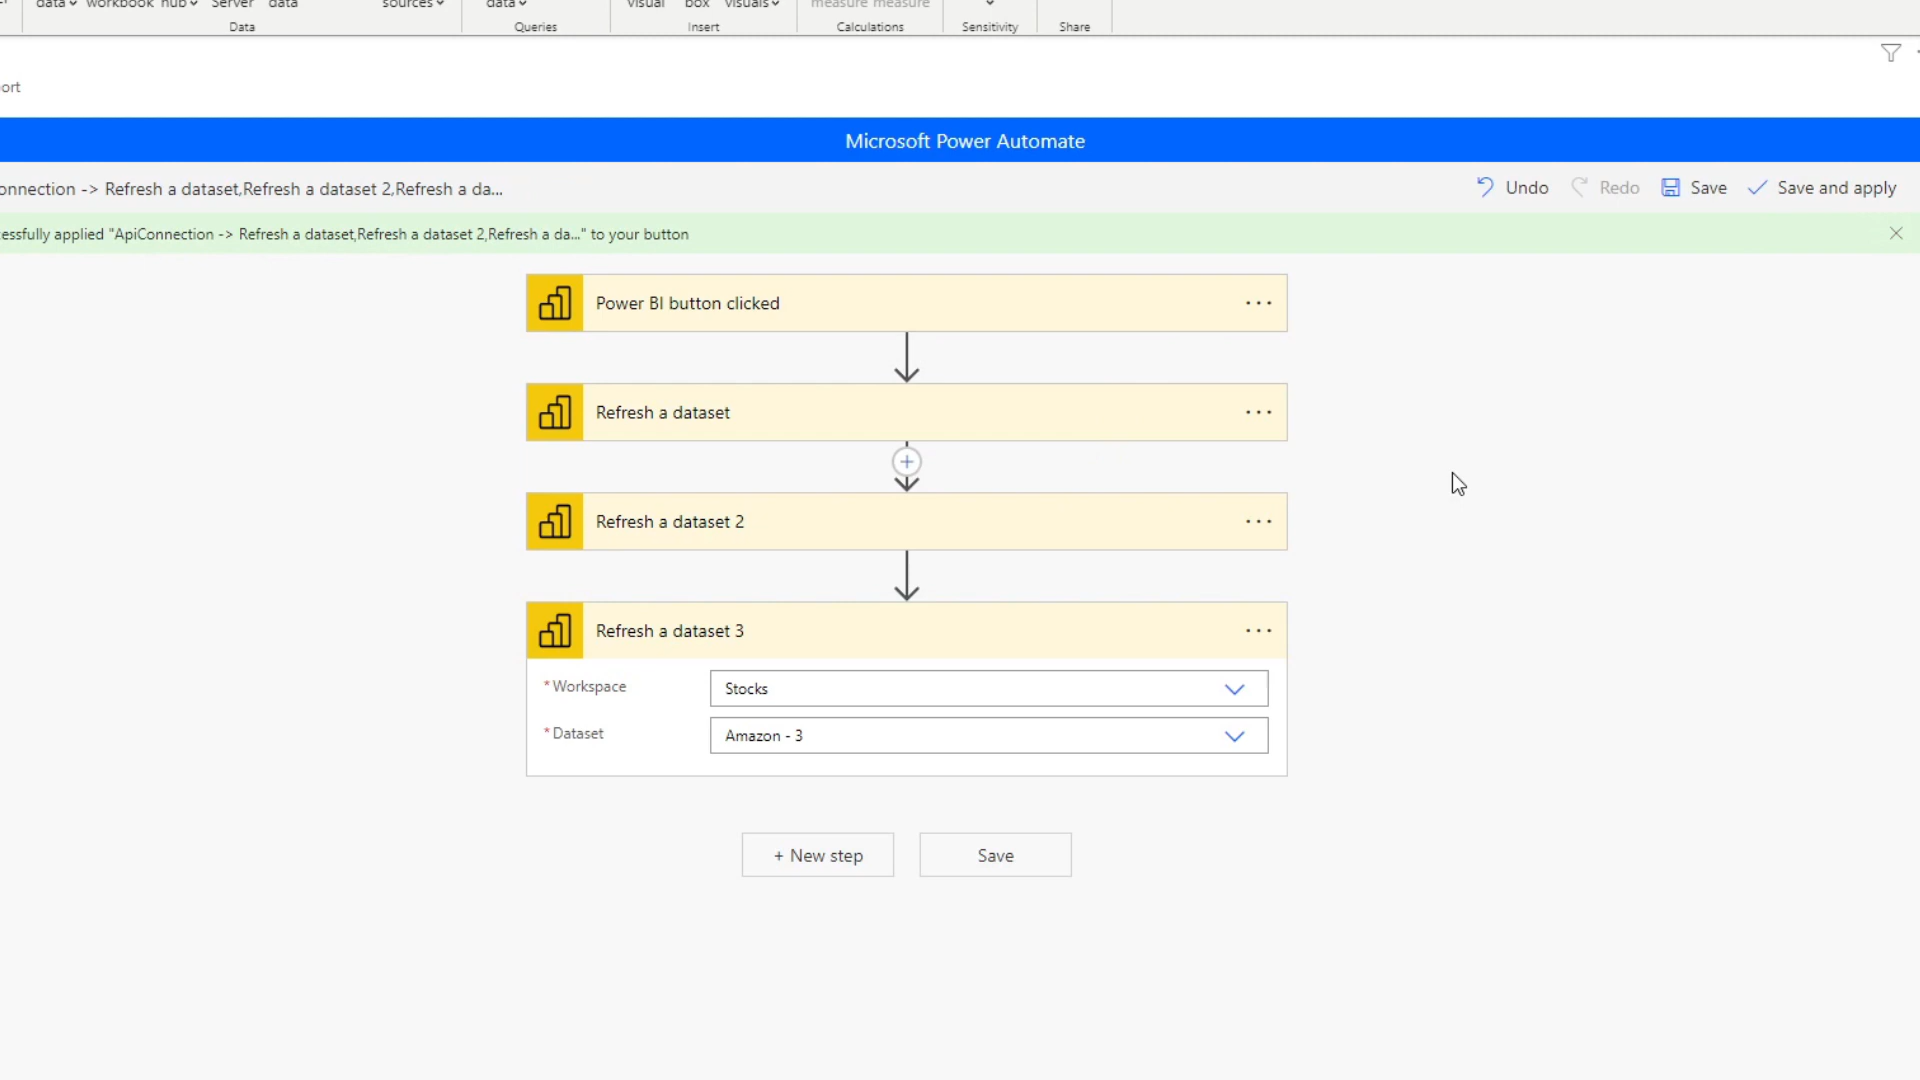 data workbook hub Server data sources data visual box visuals measure measure
Data Queries Insert Calculations Sensitivity Share
ort
Microsoft Power Automate
onnection -> Refresh a dataset,Refresh a dataset 2,Refresh a da...
Undo Redo Save Save and apply
essfully applied "ApiConnection -> Refresh a dataset,Refresh a dataset 2,Refresh a da..." to your button
Power BI button clicked
Refresh a dataset
Refresh a dataset 2
Refresh a dataset 3
*Workspace Stocks
*Dataset Amazon - 3
+ New step Save